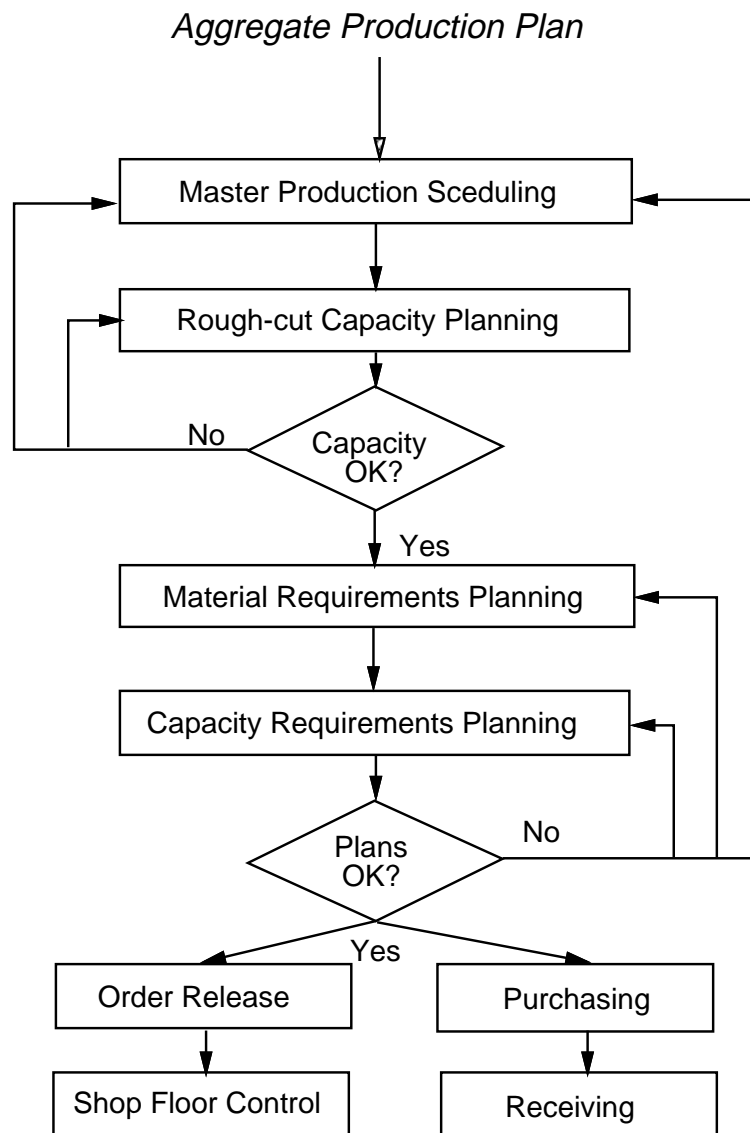 Aggregate Production Plan
Master Production Sceduling
Rough-cut Capacity Planning
No
Capacity
OK?
Yes
Material Requirements Planning
Capacity Requirements Planning
No
Plans
OK?
Yes
Order Release
Purchasing
Shop Floor Control
Receiving